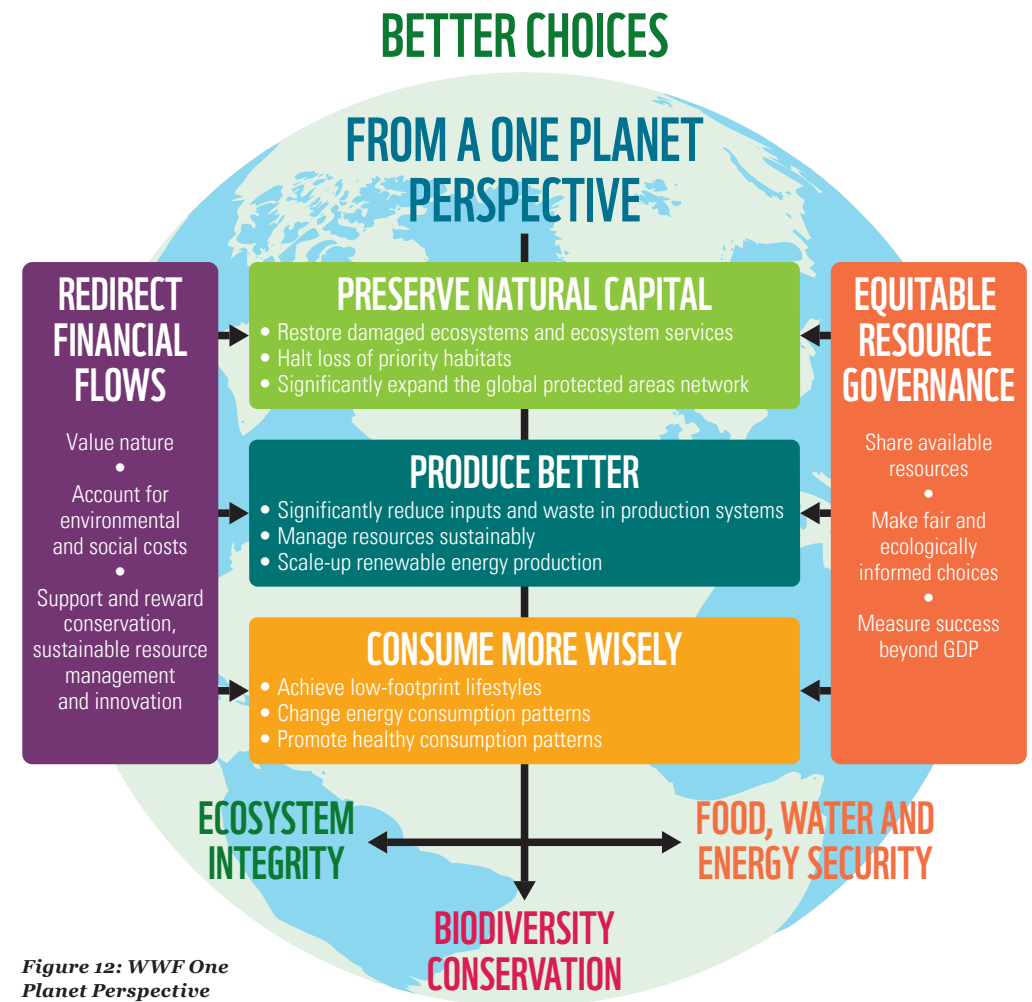 BETTER CHOICES
FROM A ONE PLANET
PERSPECTIVE
REDIRECT
FINANCIAL
FLOWS
Value nature
•
Account for
environmental
and social costs
•
Support and reward
conservation,
sustainable resource
management
and innovation
PRESERVE NATURAL CAPITAL
• Restore damaged ecosystems and ecosystem services
• Halt loss of priority habitats
• Significantly expand the global protected areas network
PRODUCE BETTER
• Significantly reduce inputs and waste in production systems
• Manage resources sustainably
• Scale-up renewable energy production
CONSUME MORE WISELY
• Achieve low-footprint lifestyles
• Change energy consumption patterns
• Promote healthy consumption patterns
EQUITABLE
RESOURCE
GOVERNANCE
Share available
resources
•
Make fair and
ecologically
informed choices
•
Measure success
beyond GDP
ECOSYSTEM
INTEGRITY
FOOD, WATER AND
ENERGY SECURITY
BIODIVERSITY
CONSERVATION
Figure 12: WWF One
Planet Perspective